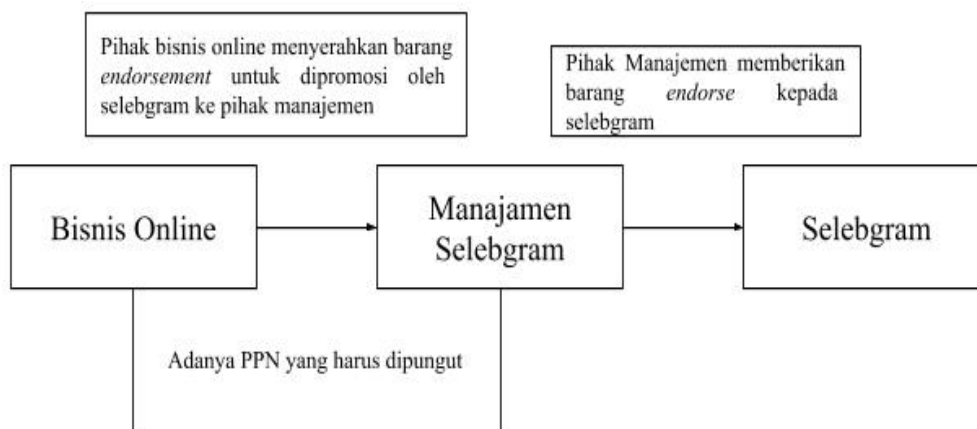 Pihak bisnis online menyerahkan barang
endorsement untuk dipromosi oleh
selebgram ke pihak manajemen
Pihak Manajemen memberikan
barang endorse kepada
selebgram
Bisnis Online
Manajamen
Selebgram
Selebgram
Adanya PPN yang harus dipungut